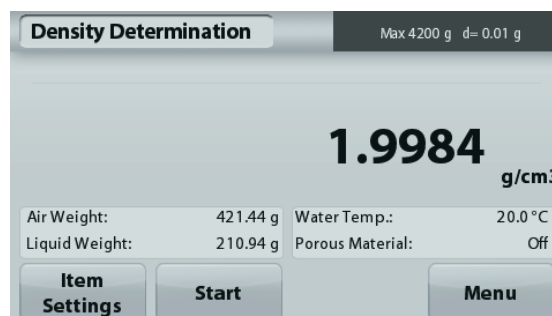 Density Determination
Max 4200 g d= 0.01 g
1.9984
g/cm3
Air Weight: 421.44 g Water Temp.: 20.0 °C
Liquid Weight: 210.94 g Porous Material: Off
Item Settings
Start
Menu